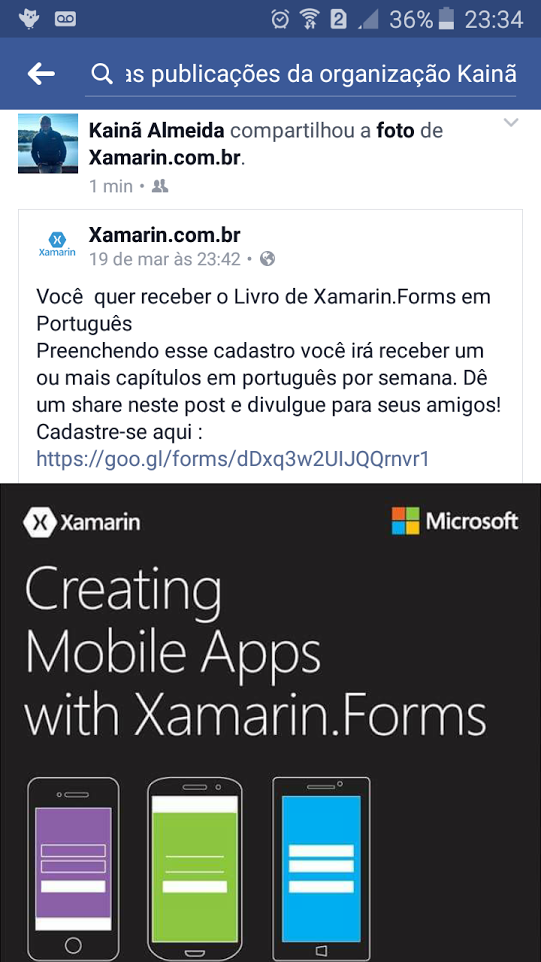 36% 23:34
as publicações da organização Kainã
Kainã Almeida compartilhou a foto de
Xamarin.com.br.
1 min
Xamarin
Xamarin.com.br
19 de mar às 23:42
Você quer receber o Livro de Xamarin.Forms em
Português
Preenchendo esse cadastro você irá receber um
ou mais capítulos em português por semana. Dê
um share neste post e divulgue para seus amigos!
Cadastre-se aqui :
https://goo.gl/forms/dDxq3w2UIJQQrnvr1
Xamarin Microsoft
Creating
Mobile Apps
with Xamarin.Forms